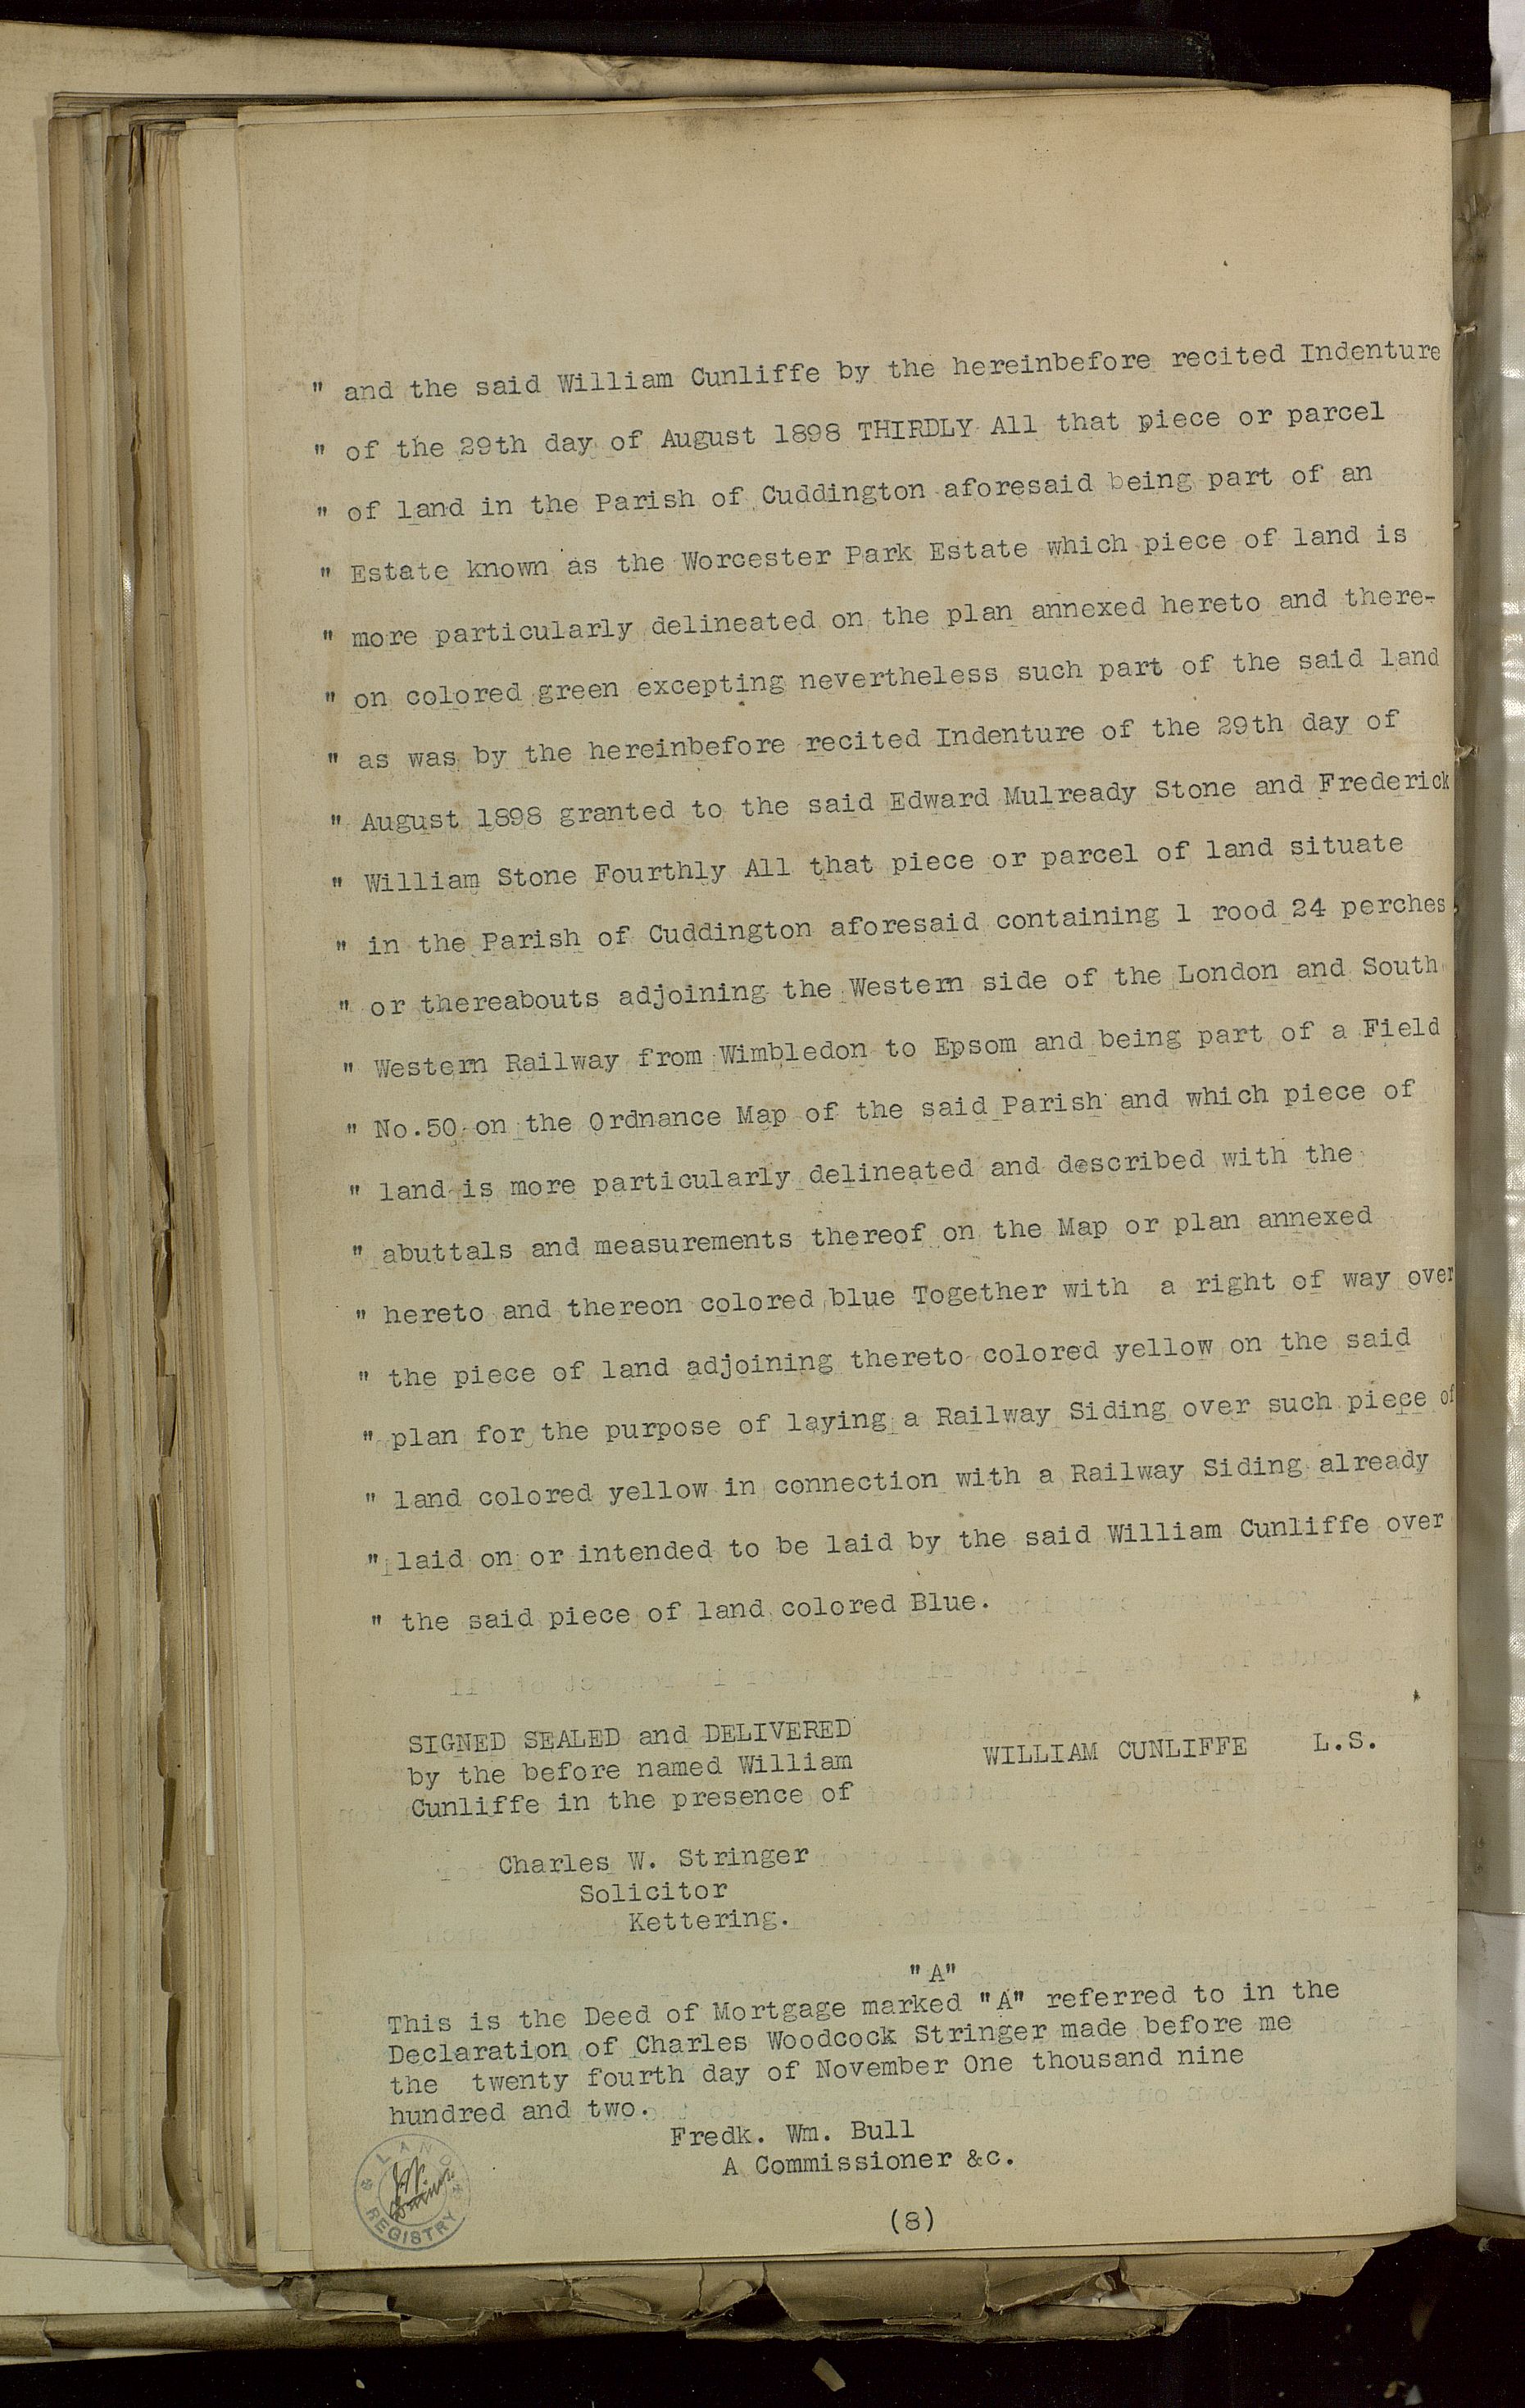 " and the said William Cunliffe by the hereinbefore recited Indenture
" of the 29th day of August 1898 THIRDLY All that piece or parcel
" of land in the Parish of Cuddington aforesaid being part of an
" Estate known as the Worcester Park Estate which piece of land is
" more particularly delineated on the plan annexed hereto and there-
" on colored green excepting nevertheless such part of the said land
" as was by the hereinbefore recited Indenture of the 29th day of
" August 1898 granted to the said Edward Mulready Stone and Frederick
" William Stone Fourthly All that piece or parcel of land situate
" in the Parish of Cuddington aforesaid containing 1 rood 24 perches
" or thereabouts adjoining the Western side of the London and South
" Western Railway from Wimbledon to Epsom and being part of a Field
" No.50 on the Ordnance Map of the said Parish and which piece of
" land is more particularly delineated and described with the
" abuttals and measurements thereof on the Map or plan annexed
" hereto and thereon colored blue Together with a right of way over
" the piece of land adjoining thereto colored yellow on the said
" plan for the purpose of laying a Railway Siding over such piece of
" land colored yellow in connection with a Railway Siding already
" laid on or intended to be laid by the said William Cunliffe over
" the said piece of land colored Blue.
SIGNED SEALED and DELIVERED
by the before named William
Cunliffe in the presence of
WILLIAM CUNLIFFE L.S.
Charles W. Stringer
Solicitor
Kettering.
"A"
This is the Deed of Mortgage marked "A" referred to in the
Declaration of Charles Woodcock Stringer made before me
the twenty fourth day of November One thousand nine
hundred and two.
Fredk. Wm. Bull
A Commissioner &c.
LAND
REGISTRY
(8)